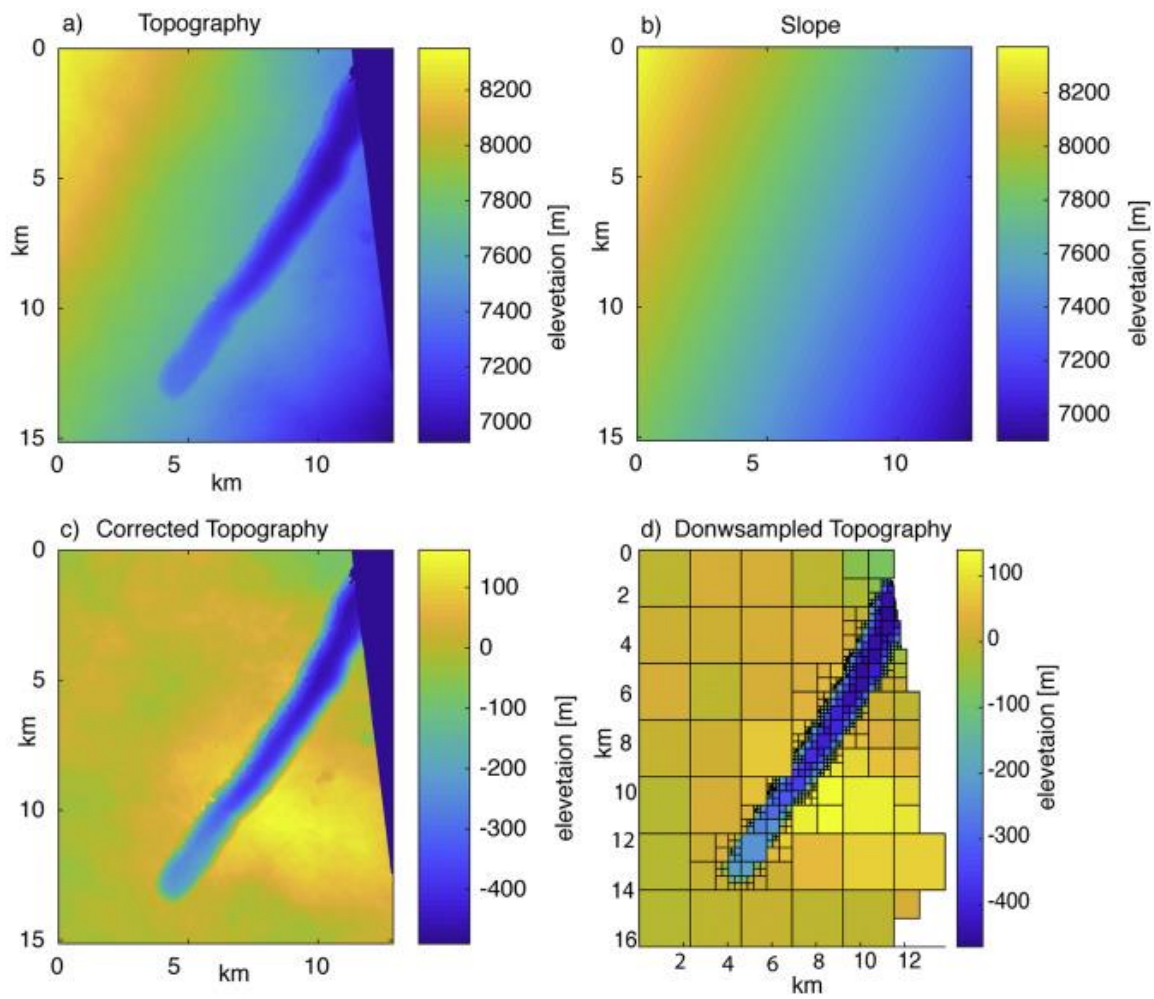 a) Topography
0
5
10
15
km
0 5 10
km
8200
8000
7800
7600
7400
7200
7000
elevetaion [m]
b) Slope
0
5
10
15
km
0 5 10
8200
8000
7800
7600
7400
7200
7000
elevetaion [m]
c) Corrected Topography
0
5
10
15
km
0 5 10
km
100
0
-100
-200
-300
-400
elevetaion [m]
d) Donwsampled Topography
0
2
4
6
8
10
12
14
16
km
2 4 6 8 10 12
km
100
0
-100
-200
-300
-400
elevetaion [m]